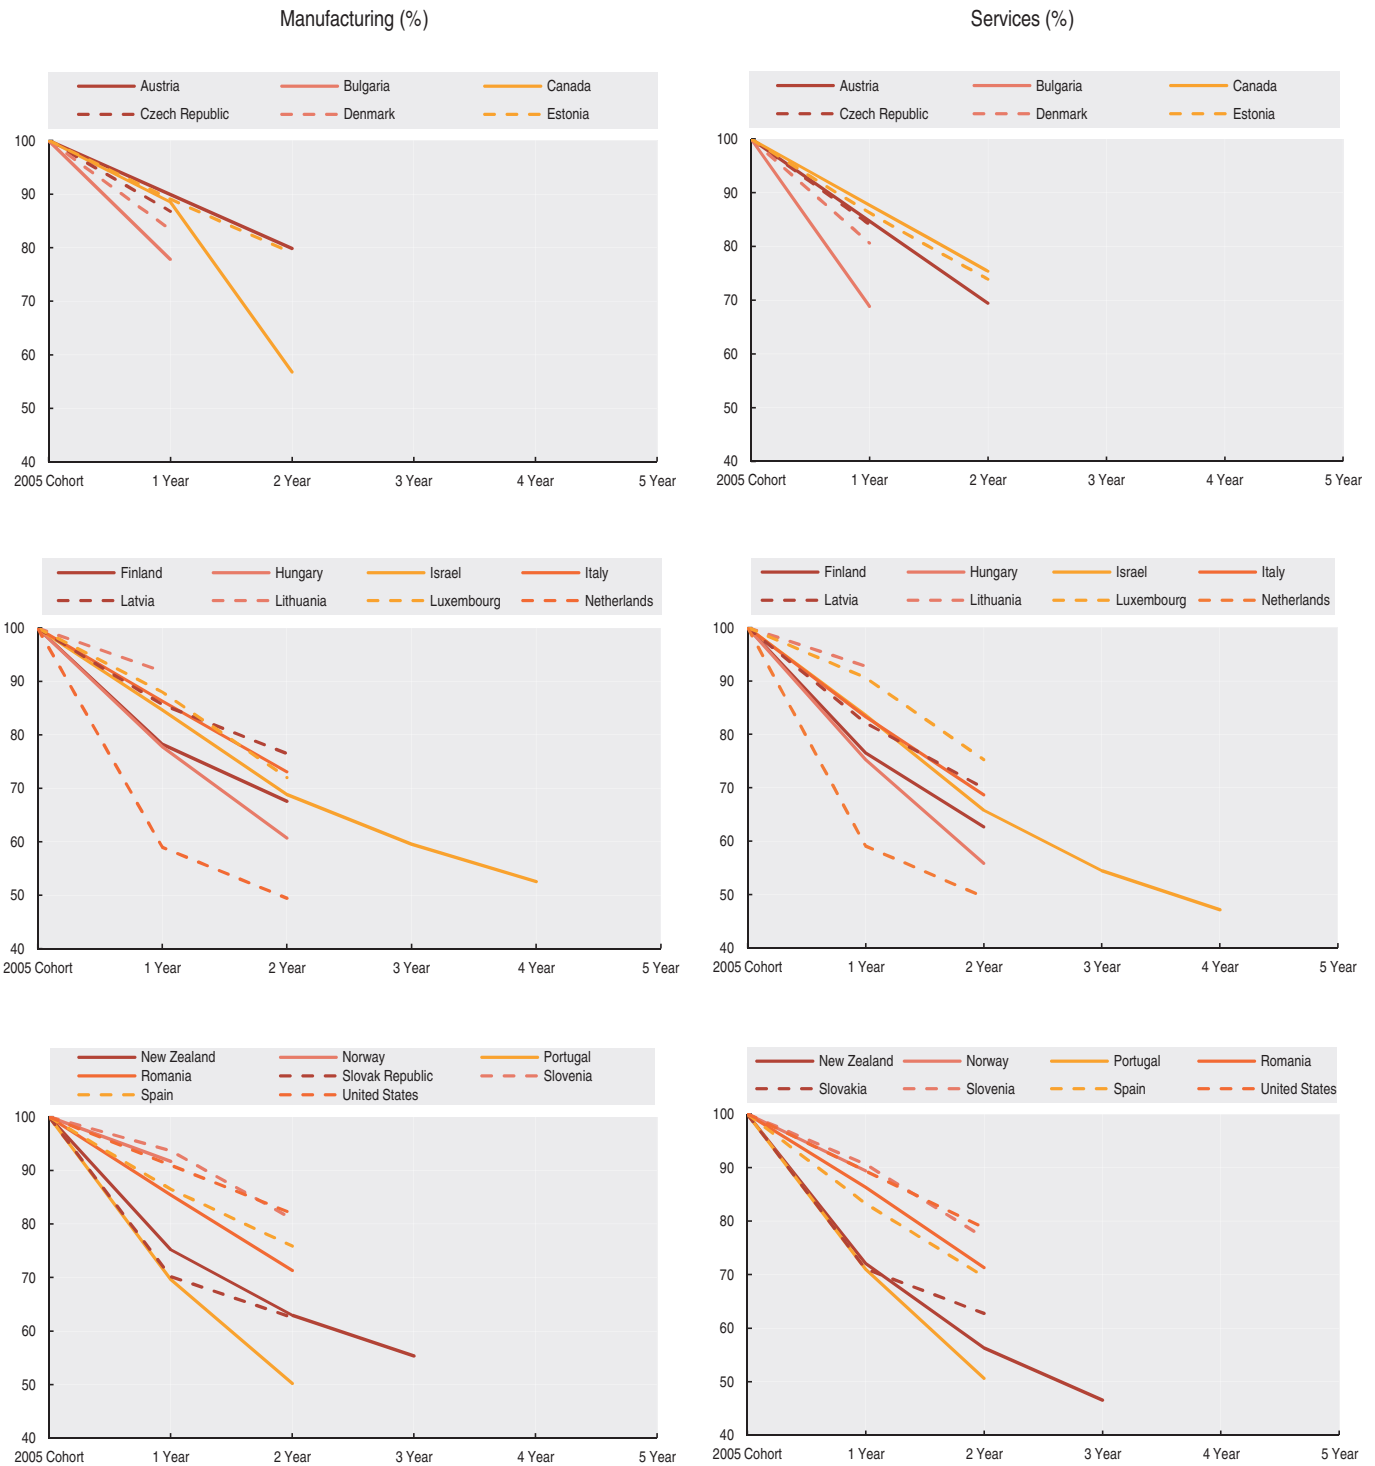 Manufacturing (%)
Services (%)
Austria Bulgaria Canada
Czech Republic Denmark Estonia
100
90
80
70
60
50
40
2005 Cohort 1 Year 2 Year 3 Year 4 Year 5 Year
Austria Bulgaria Canada
Czech Republic Denmark Estonia
100
90
80
70
60
50
40
2005 Cohort 1 Year 2 Year 3 Year 4 Year 5 Year
Finland Hungary Israel Italy
Latvia Lithuania Luxembourg Netherlands
100
90
80
70
60
50
40
2005 Cohort 1 Year 2 Year 3 Year 4 Year 5 Year
Finland Hungary Israel Italy
Latvia Lithuania Luxembourg Netherlands
100
90
80
70
60
50
40
2005 Cohort 1 Year 2 Year 3 Year 4 Year 5 Year
New Zealand Norway Portugal
Romania Slovak Republic Slovenia
Spain United States
100
90
80
70
60
50
40
2005 Cohort 1 Year 2 Year 3 Year 4 Year 5 Year
New Zealand Norway Portugal Romania
Slovakia Slovenia Spain United States
100
90
80
70
60
50
40
2005 Cohort 1 Year 2 Year 3 Year 4 Year 5 Year